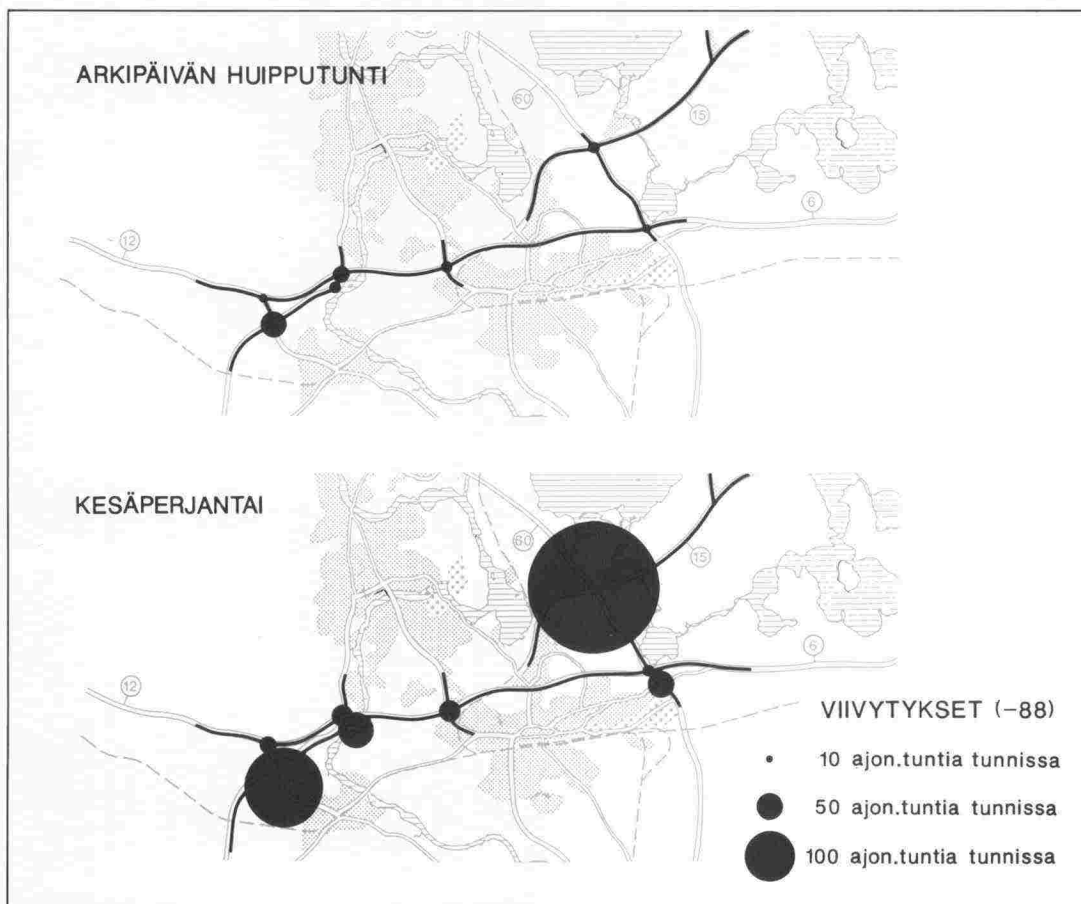 ARKIPÄIVÄN HUIPPUTUNTI
60
15
6
12
KESÄPERJANTAI
60
15
6
12
VIIVYTYKSET (-88)
10 ajon.tuntia tunnissa
50 ajon.tuntia tunnissa
100 ajon.tuntia tunnissa